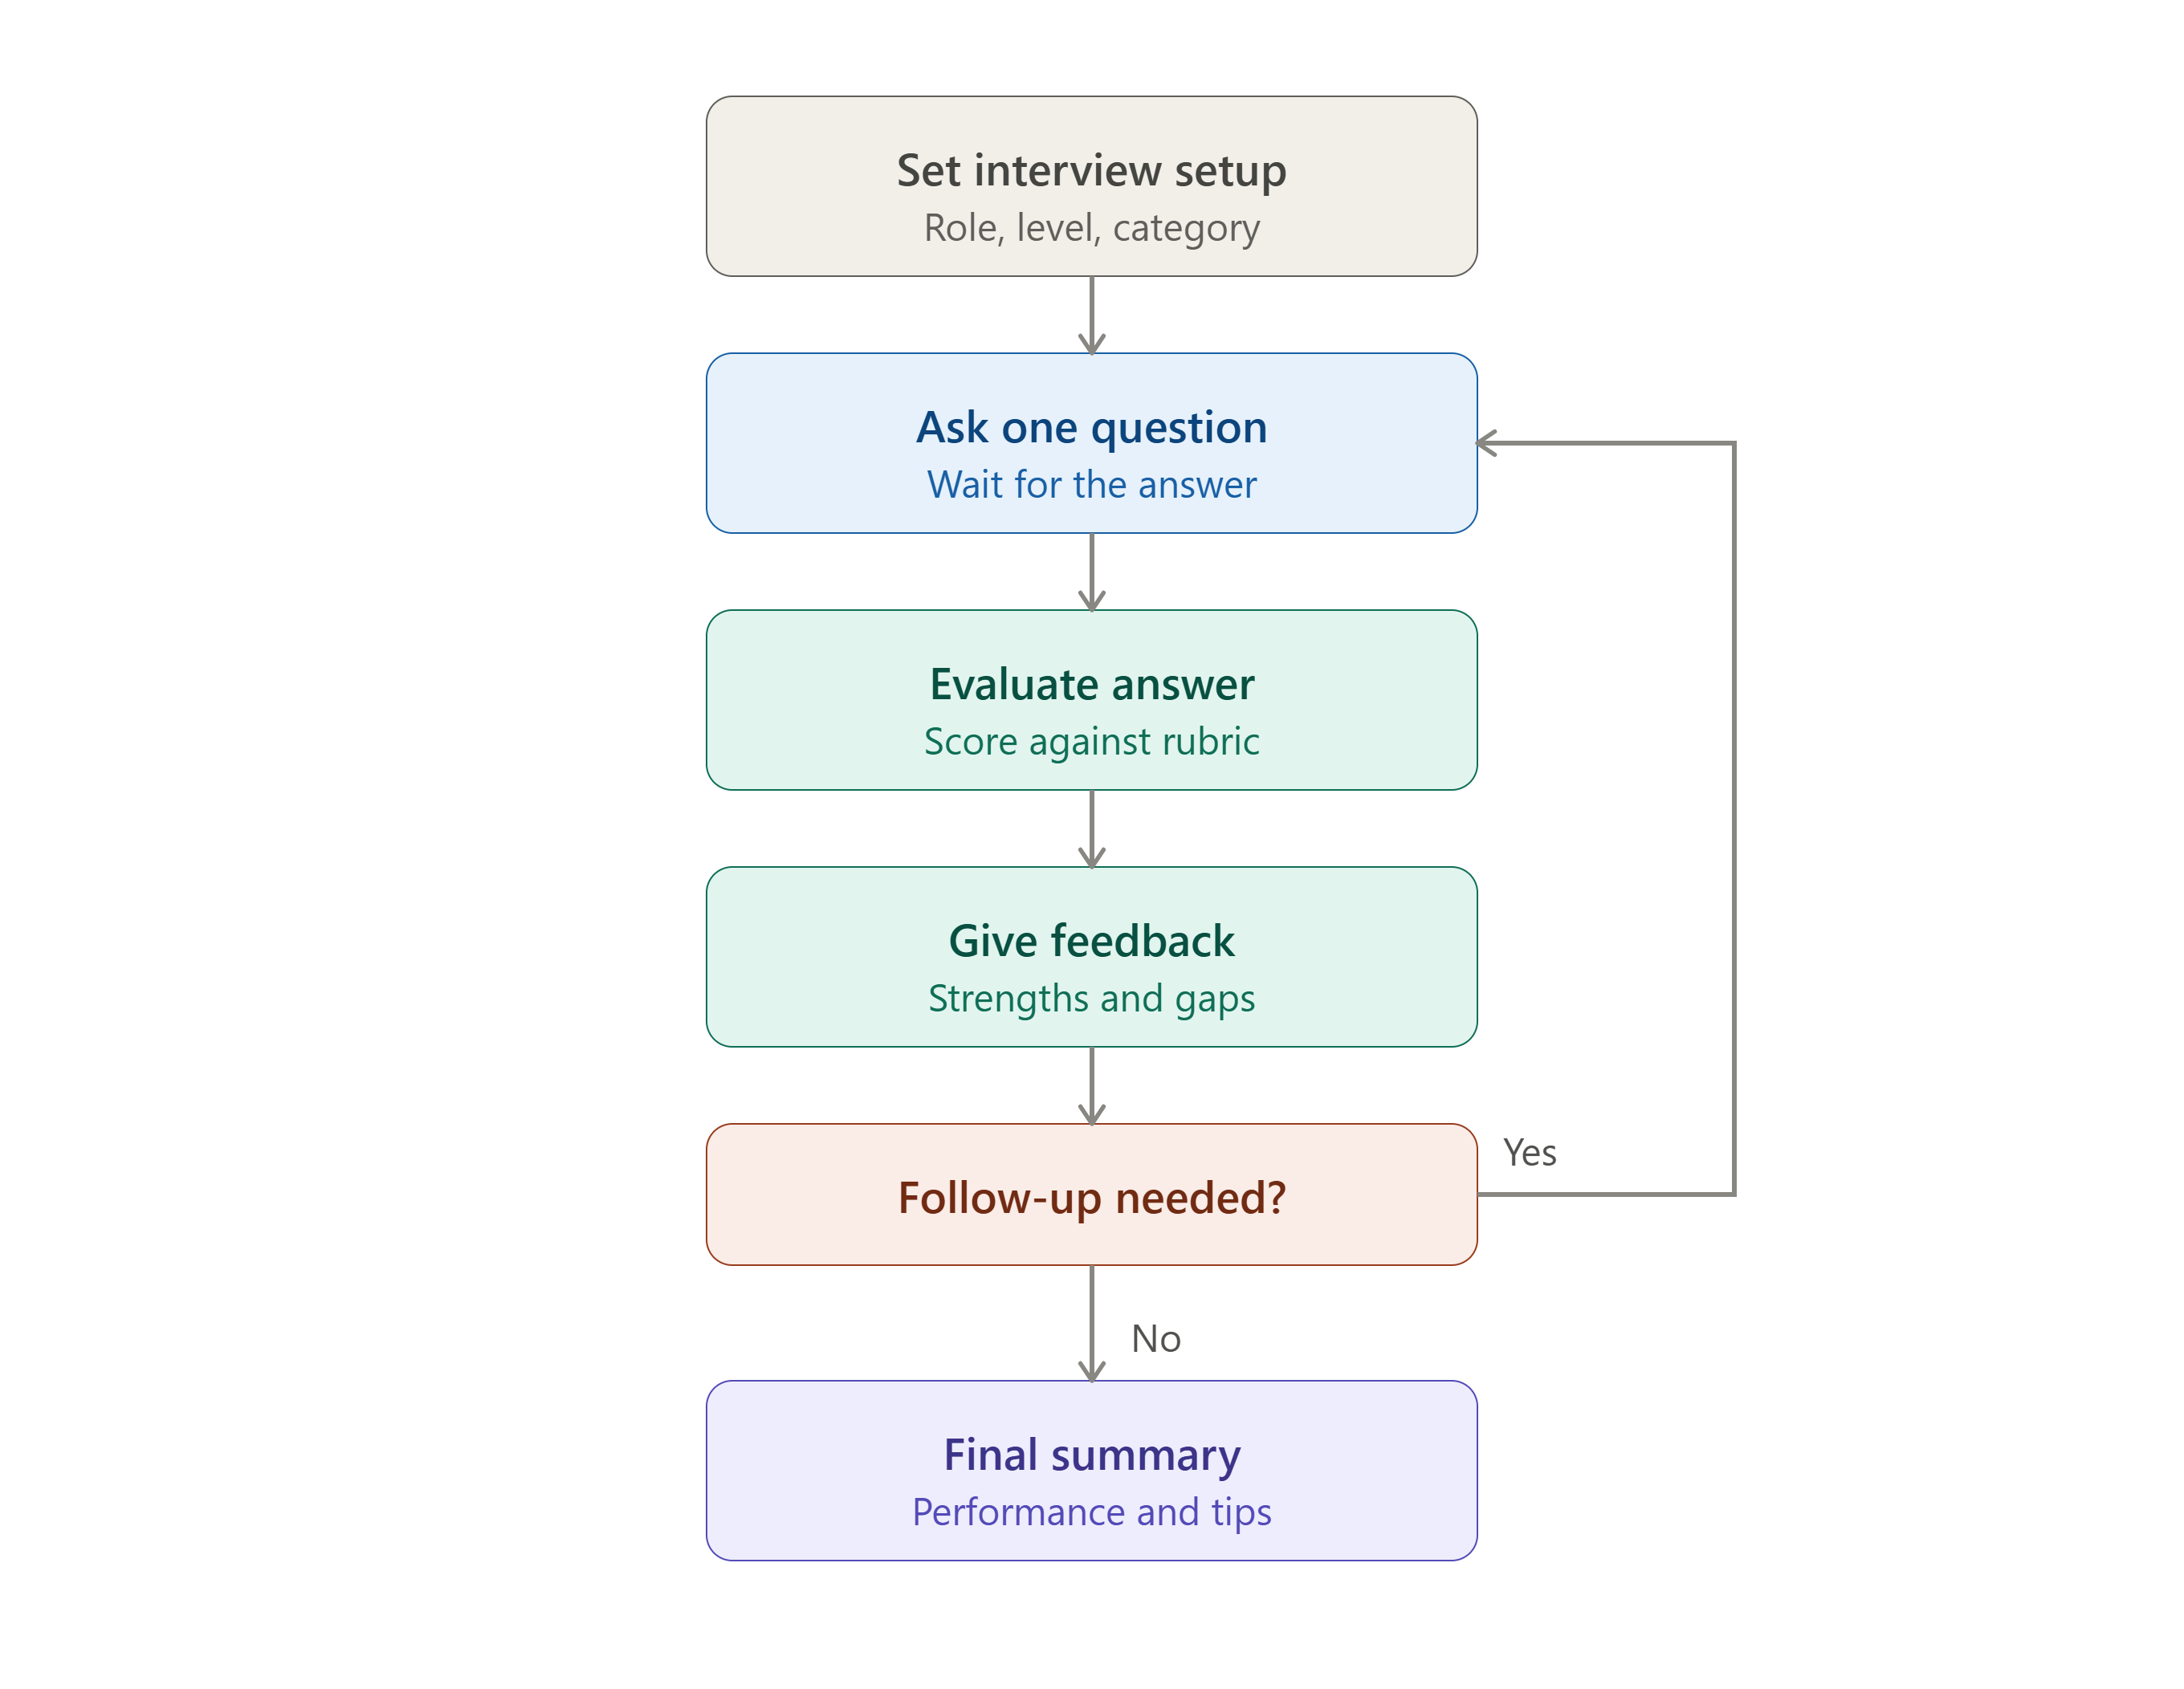 Set interview setup
Role, level, category
Ask one question
Wait for the answer
Evaluate answer
Score against rubric
Give feedback
Strengths and gaps
Follow-up needed?
Yes
No
Final summary
Performance and tips